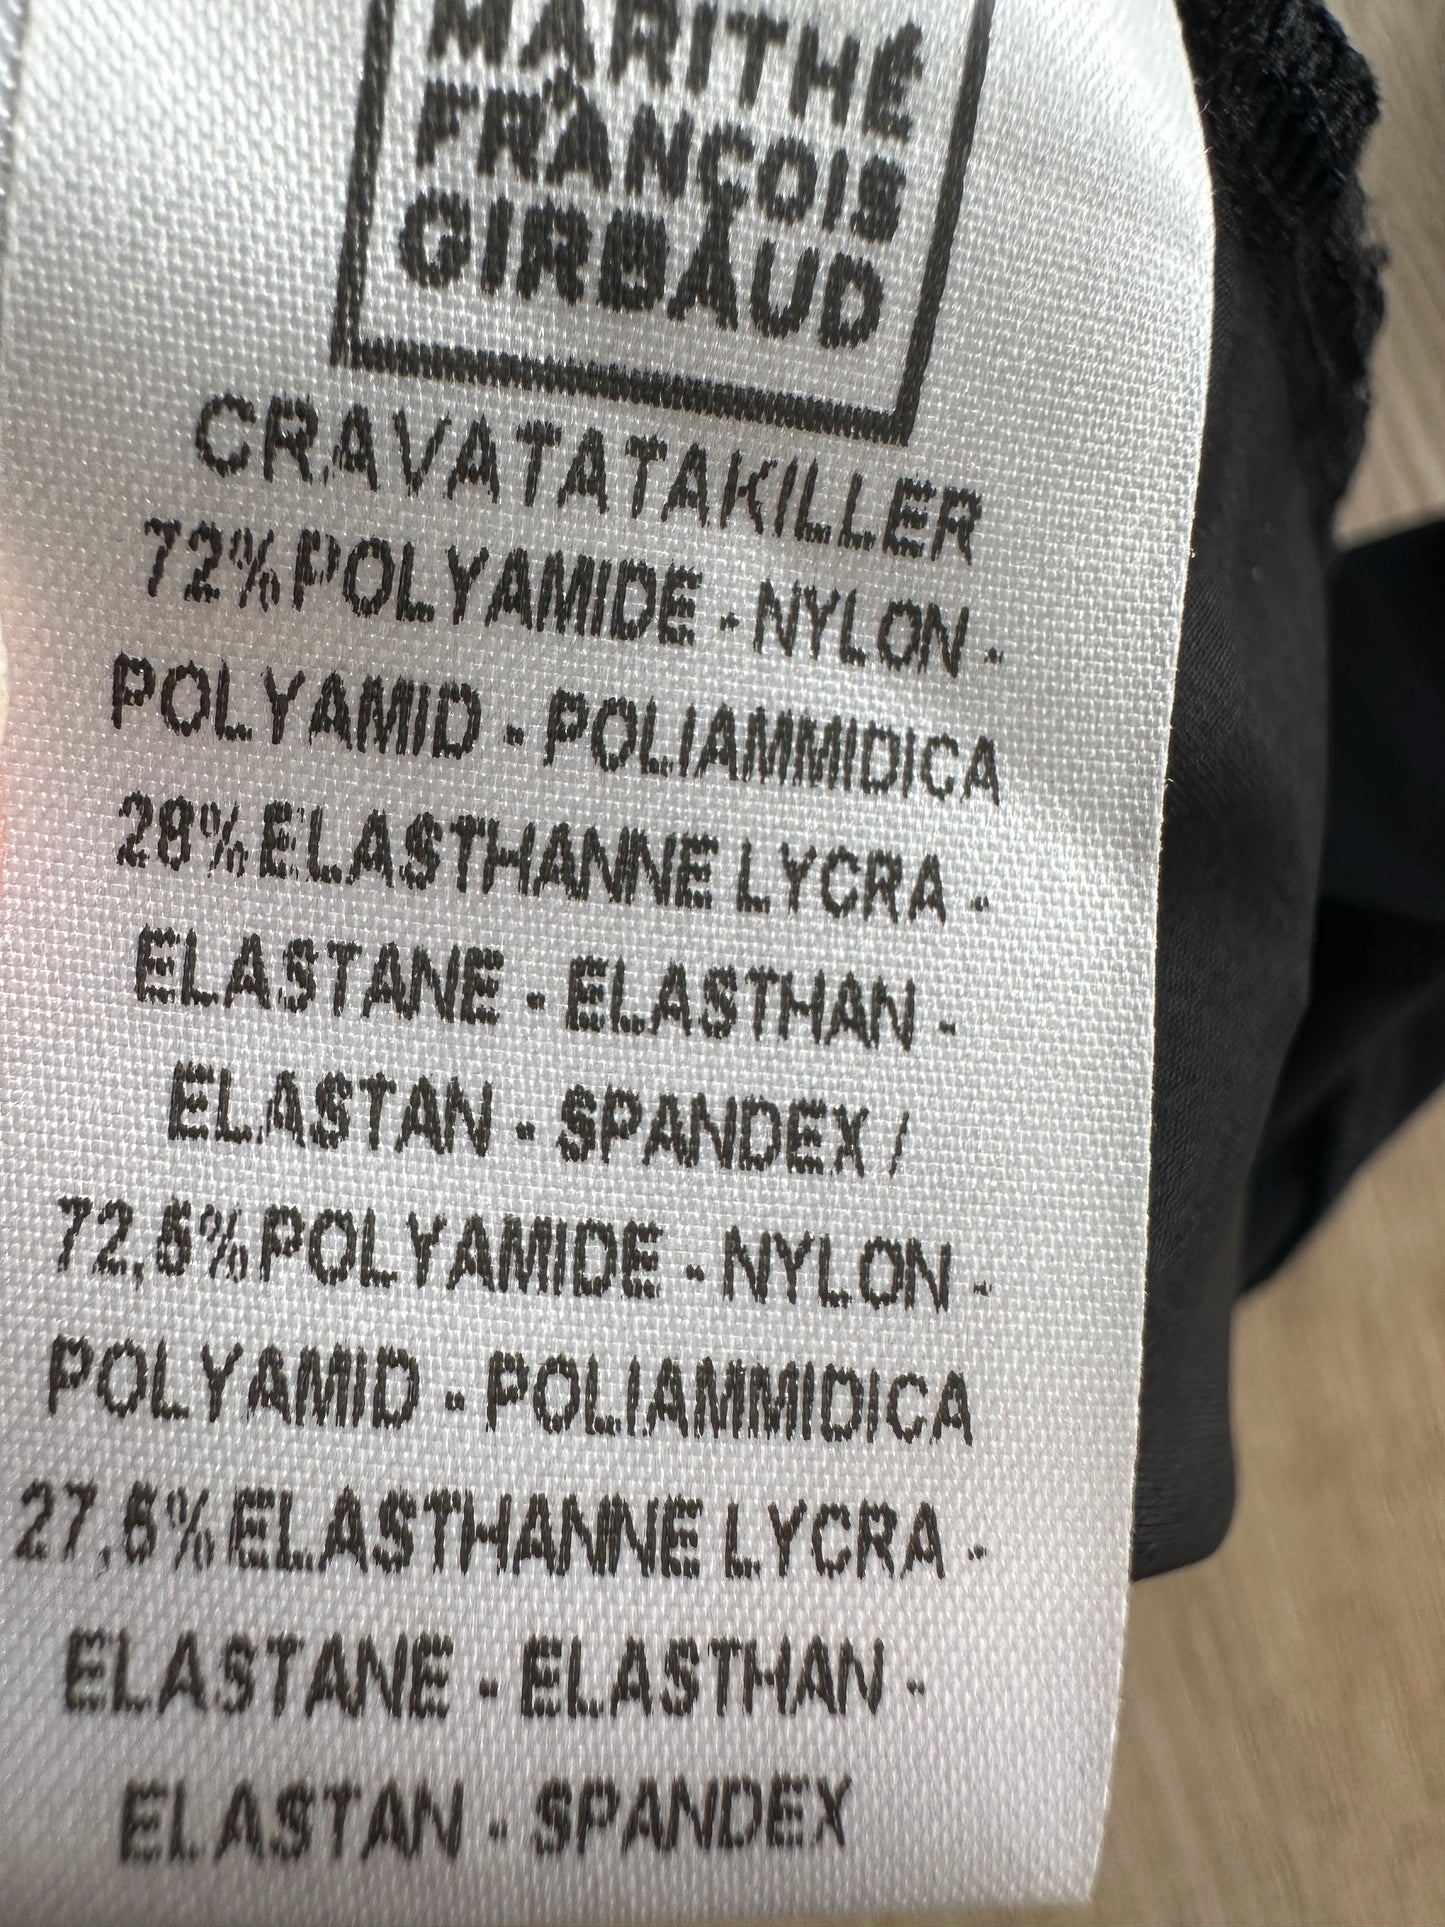 MARITHÉ
FRANÇOIS
GIRBAUD
CRAVATATAKILLER
72%POLYAMIDE - NYLON -
POLYAMID - POLIAMMIDICA
28%ELASTHANNE LYCRA -
ELASTANE - ELASTHAN -
ELASTAN - SPANDEX /
72,5%POLYAMIDE - NYLON -
POLYAMID - POLIAMMIDICA
27,5%ELASTHANNE LYCRA -
ELASTANE - ELASTHAN -
ELASTAN - SPANDEX